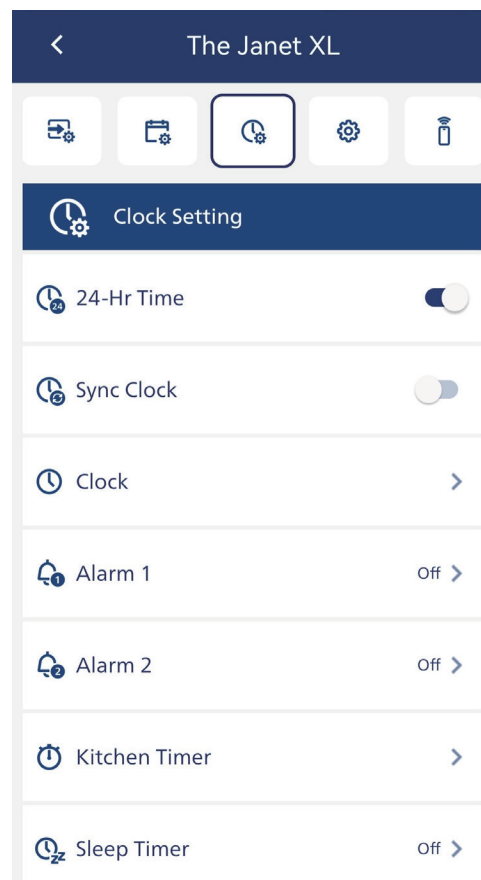 The Janet XL
Clock Setting
24-Hr Time
Sync Clock
Clock
Alarm 1 Off
Alarm 2 Off
Kitchen Timer
Sleep Timer Off